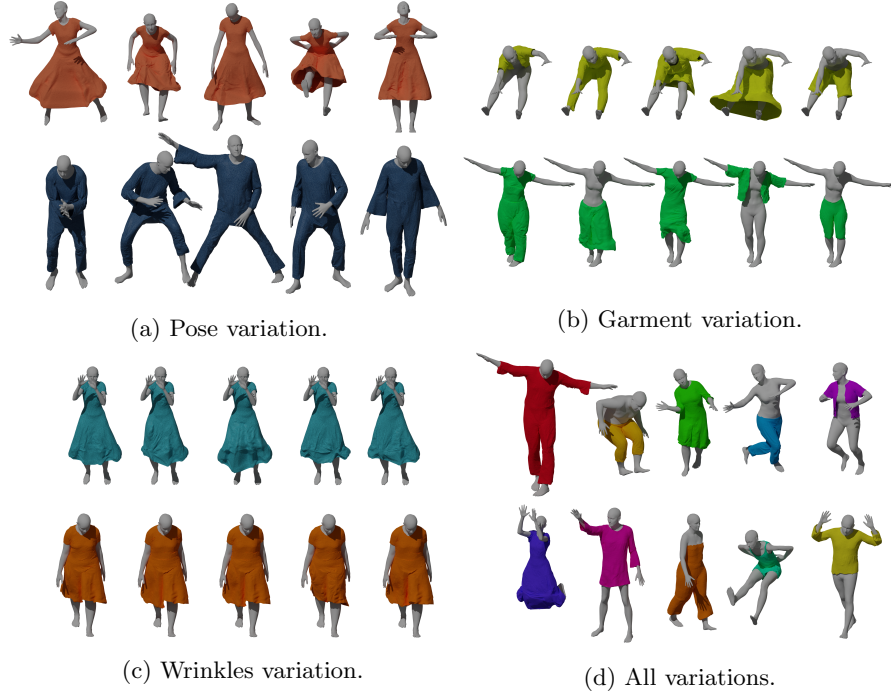 (a) Pose variation.
(b) Garment variation.
(c) Wrinkles variation.
(d) All variations.